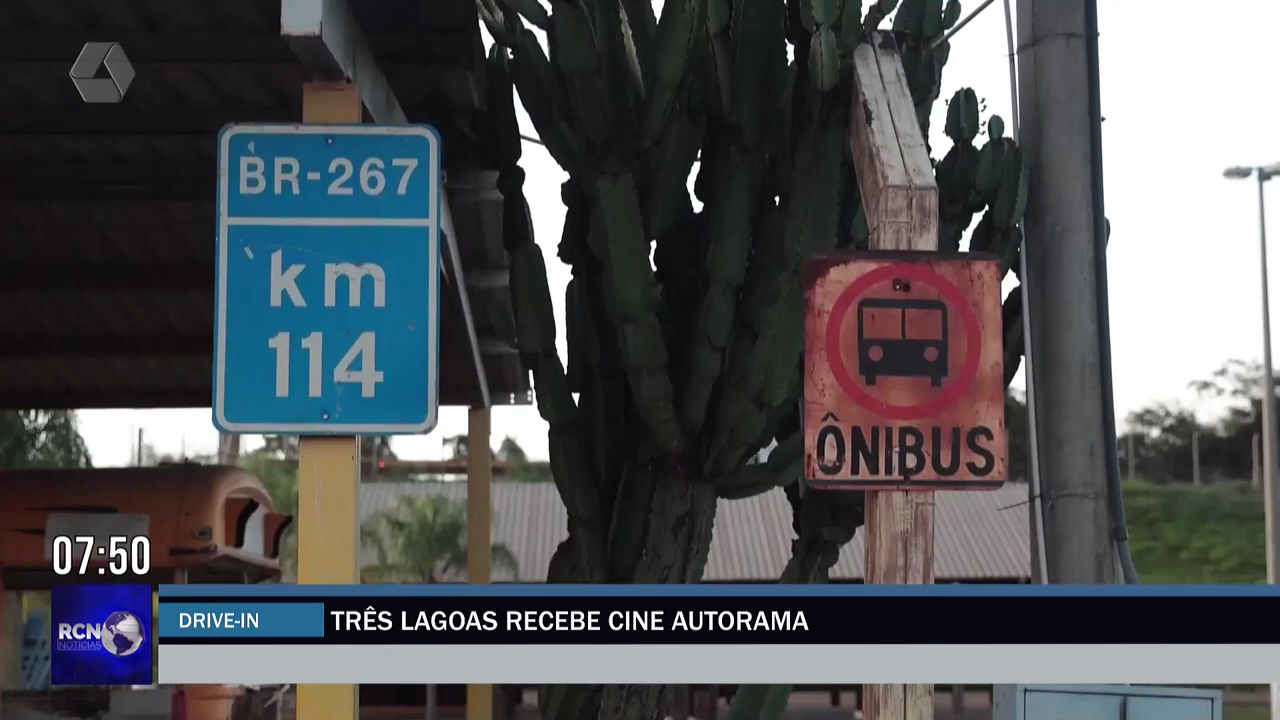 BR-267
km
114
ÔNIBUS
07:50
RCN
NOTÍCIAS
DRIVE-IN
TRÊS LAGOAS RECEBE CINE AUTORAMA